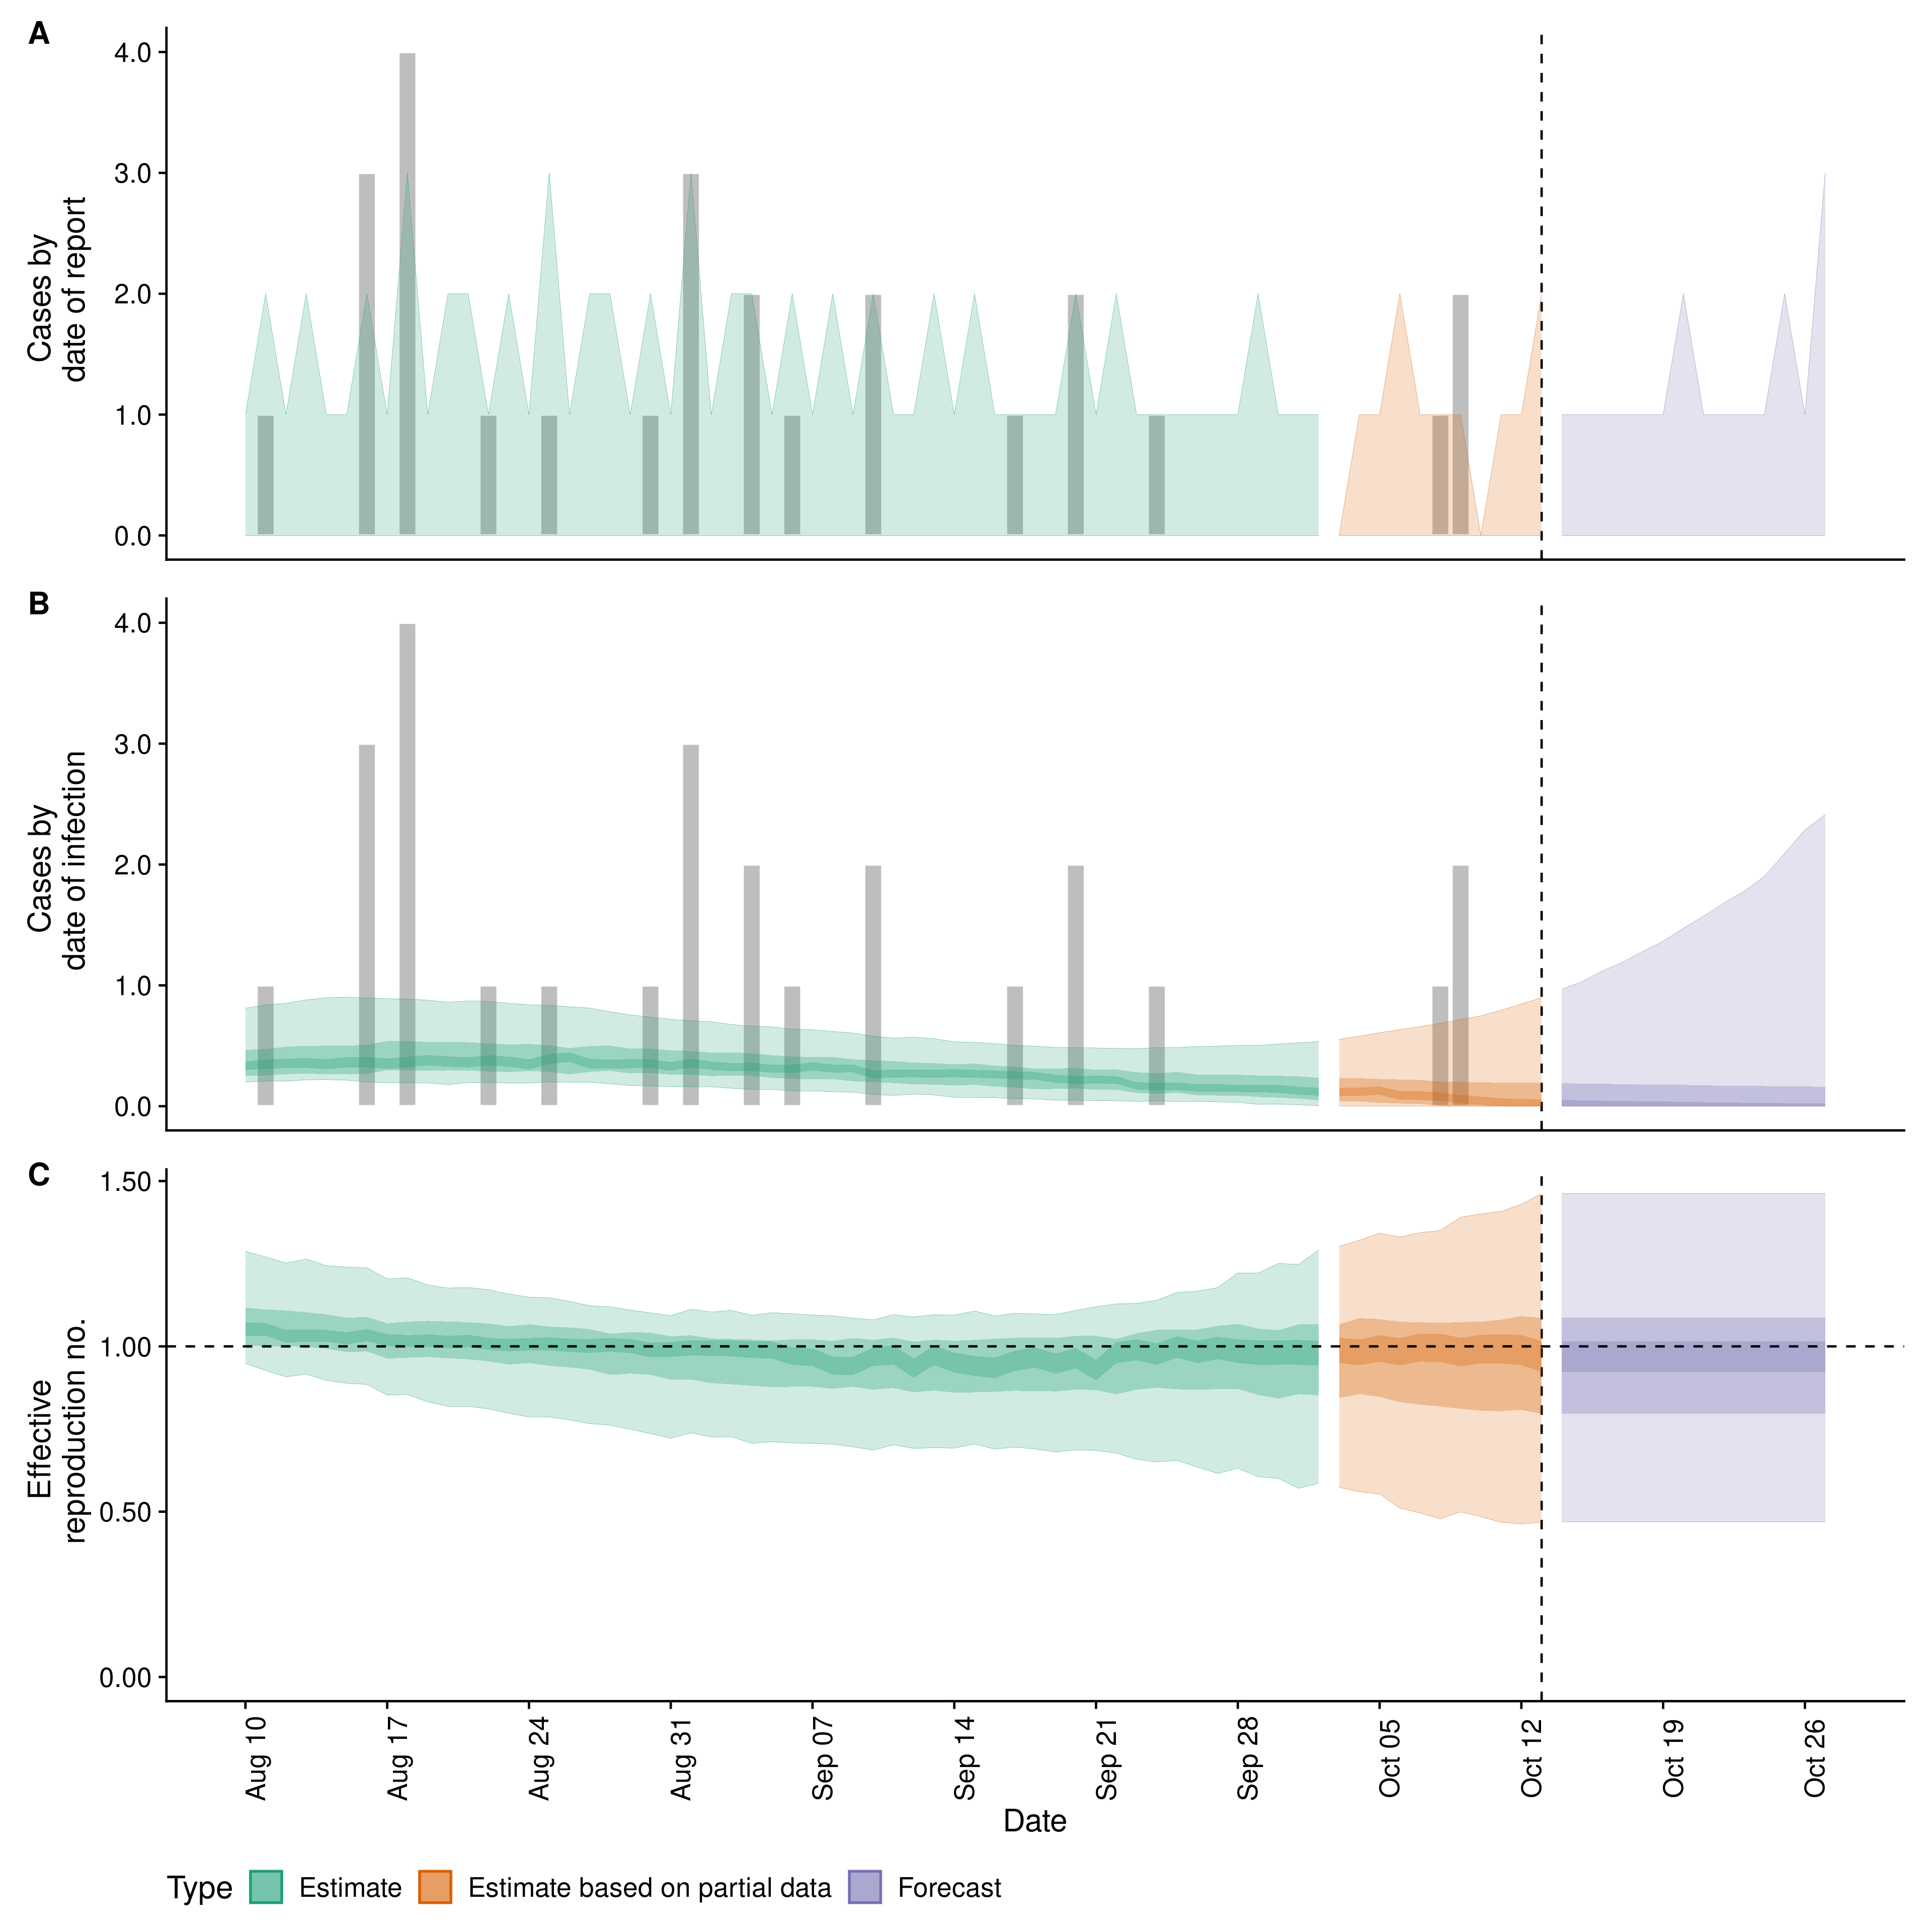 A
4.0
3.0
2.0
1.0
0.0
Cases by
date of report
B
4.0
3.0
2.0
1.0
0.0
Cases by
date of infection
C
1.50
1.00
0.50
0.00
Effective
reproduction no.
Aug 10
Aug 17
Aug 24
Aug 31
Sep 07
Sep 14
Sep 21
Sep 28
Oct 05
Oct 12
Oct 19
Oct 26
Date
Type Estimate Estimate based on partial data Forecast